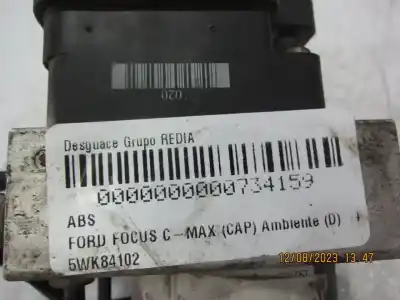 020
Desguace Grupo REDIA
0000000000734159
ABS
FORD FOCUS C-MAX (CAP) Ambiente (D)
5WK84102
12/08/2023 13:47